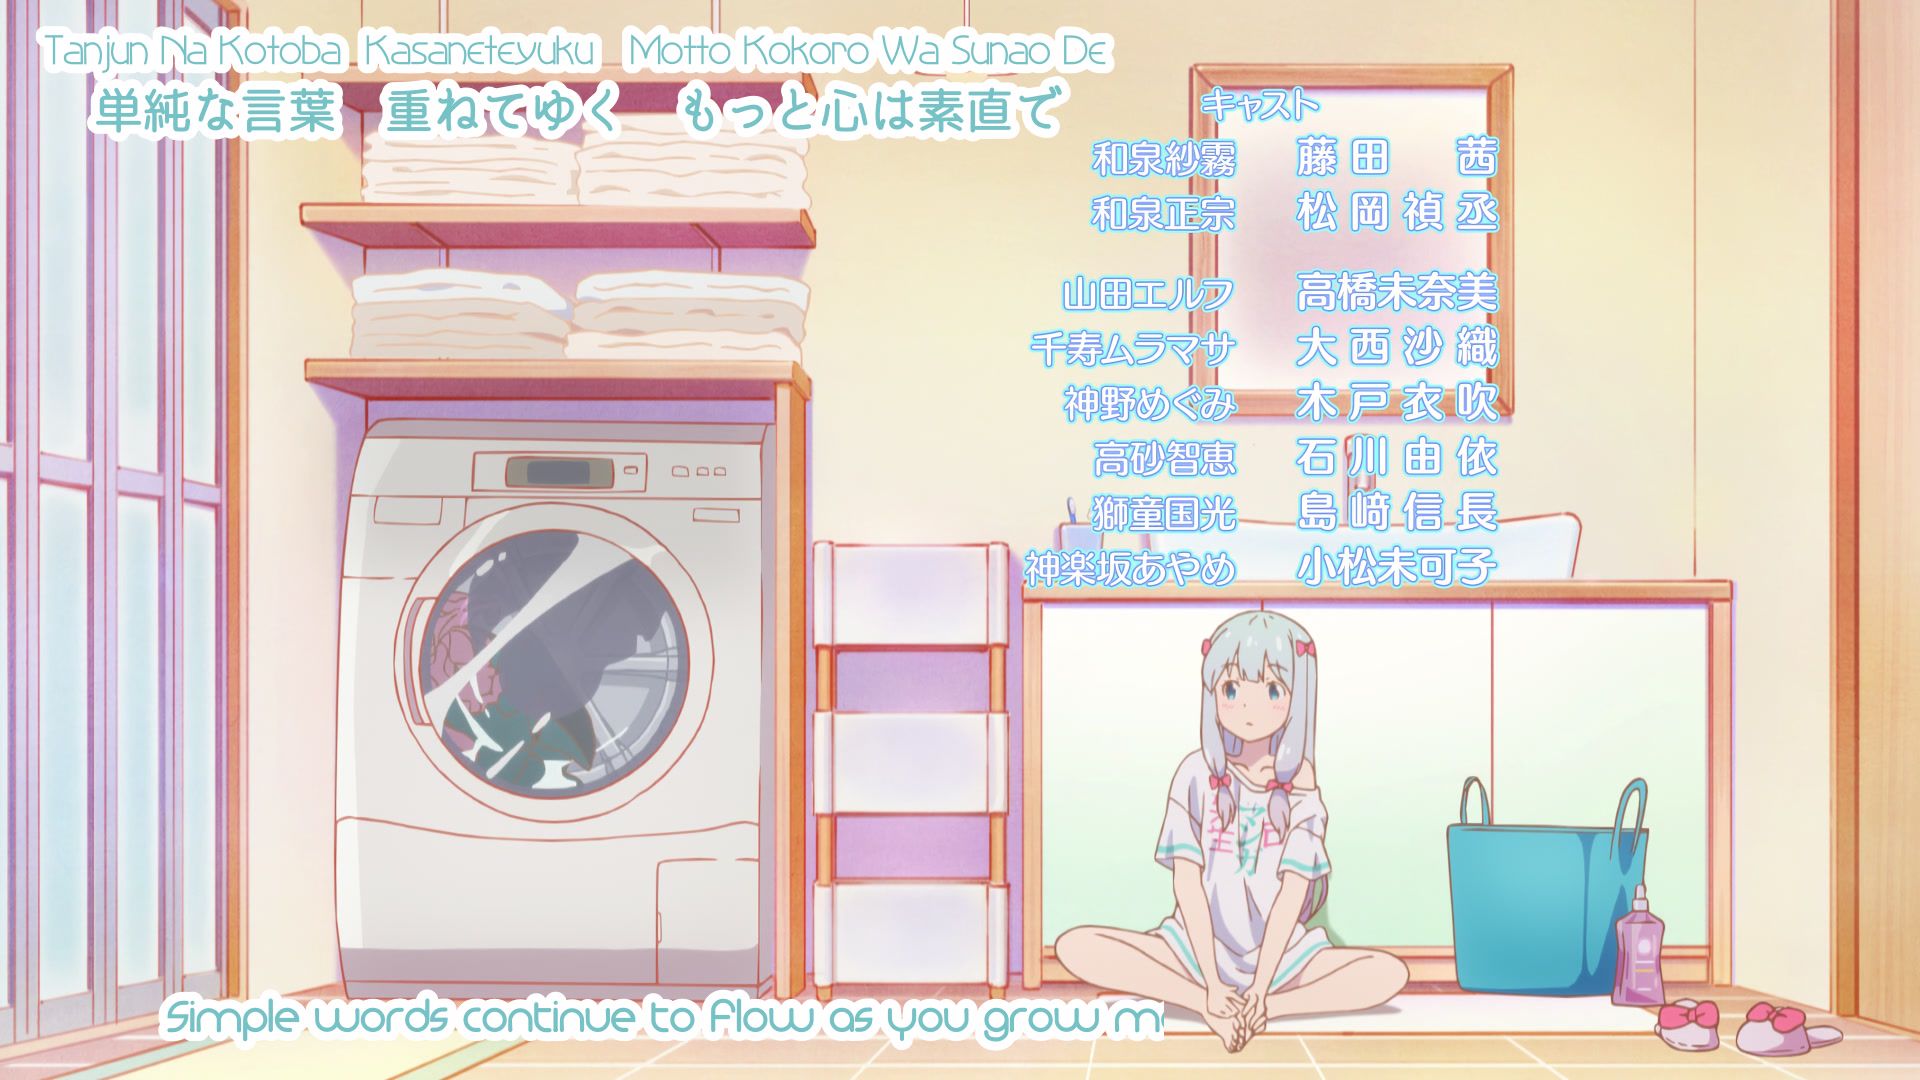 Tanjun Na Kotoba Kasaneteyuku Motto Kokoro Wa Sunao De
単純な言葉 重ねてゆく もっと心は素直で
キャスト
和泉紗霧 藤田 茜
和泉正宗 松岡禎丞
山田エルフ 高橋未奈美
千寿ムラマサ 大西沙織
神野めぐみ 木戸衣吹
高砂智恵 石川由依
獅童国光 島﨑信長
神楽坂あやめ 小松未可子
Simple words continue to flow as you grow